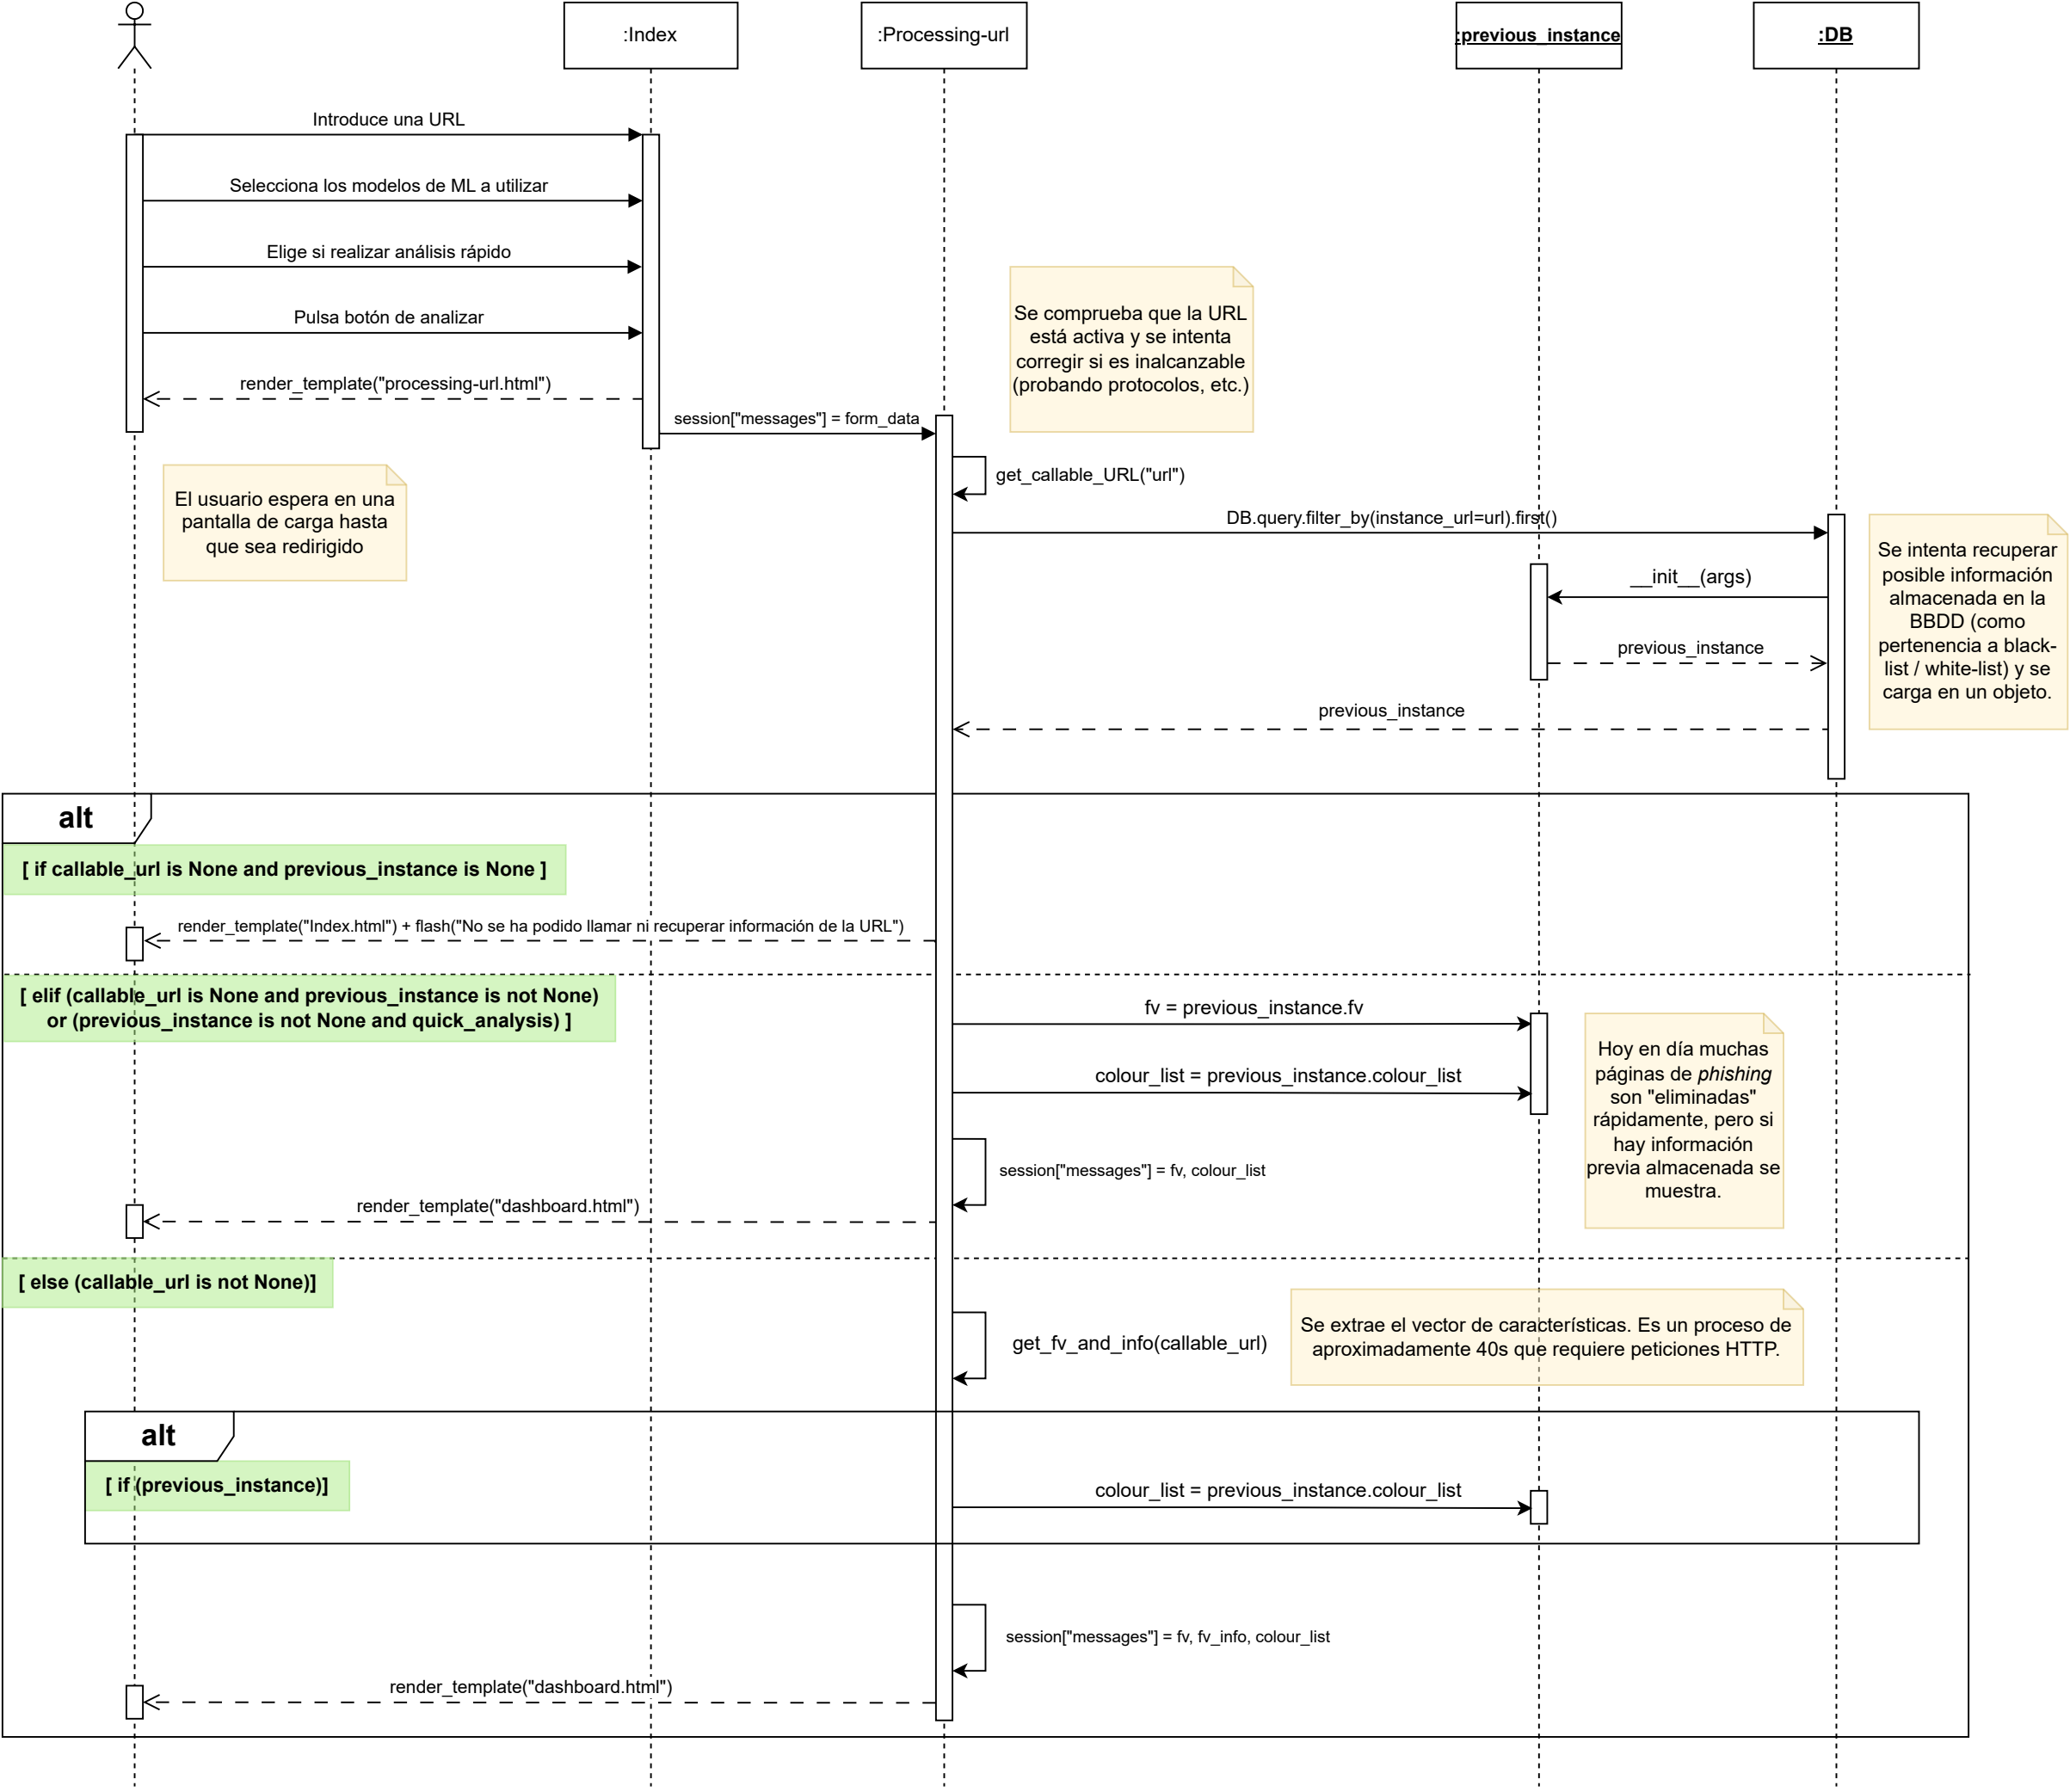 :Index
:Processing-url
:previous_instance
:DB
Introduce una URL
Selecciona los modelos de ML a utilizar
Elige si realizar análisis rápido
Pulsa botón de analizar
render_template("processing-url.html")
session["messages"] = form_data
Se comprueba que la URL
está activa y se intenta
corregir si es inalcanzable
(probando protocolos, etc.)
get_callable_URL("url")
El usuario espera en una
pantalla de carga hasta
que sea redirigido
DB.query.filter_by(instance_url=url).first()
__init__(args)
previous_instance
previous_instance
Se intenta recuperar
posible información
almacenada en la
BBDD (como
pertenencia a black-
list / white-list) y se
carga en un objeto.
alt
[ if callable_url is None and previous_instance is None ]
render_template("Index.html") + flash("No se ha podido llamar ni recuperar información de la URL")
[ elif (callable_url is None and previous_instance is not None)
or (previous_instance is not None and quick_analysis) ]
fv = previous_instance.fv
colour_list = previous_instance.colour_list
Hoy en día muchas
páginas de phishing
son "eliminadas"
rápidamente, pero si
hay información
previa almacenada se
muestra.
session["messages"] = fv, colour_list
render_template("dashboard.html")
[ else (callable_url is not None)]
get_fv_and_info(callable_url)
Se extrae el vector de características. Es un proceso de
aproximadamente 40s que requiere peticiones HTTP.
alt
[ if (previous_instance)]
colour_list = previous_instance.colour_list
session["messages"] = fv, fv_info, colour_list
render_template("dashboard.html")